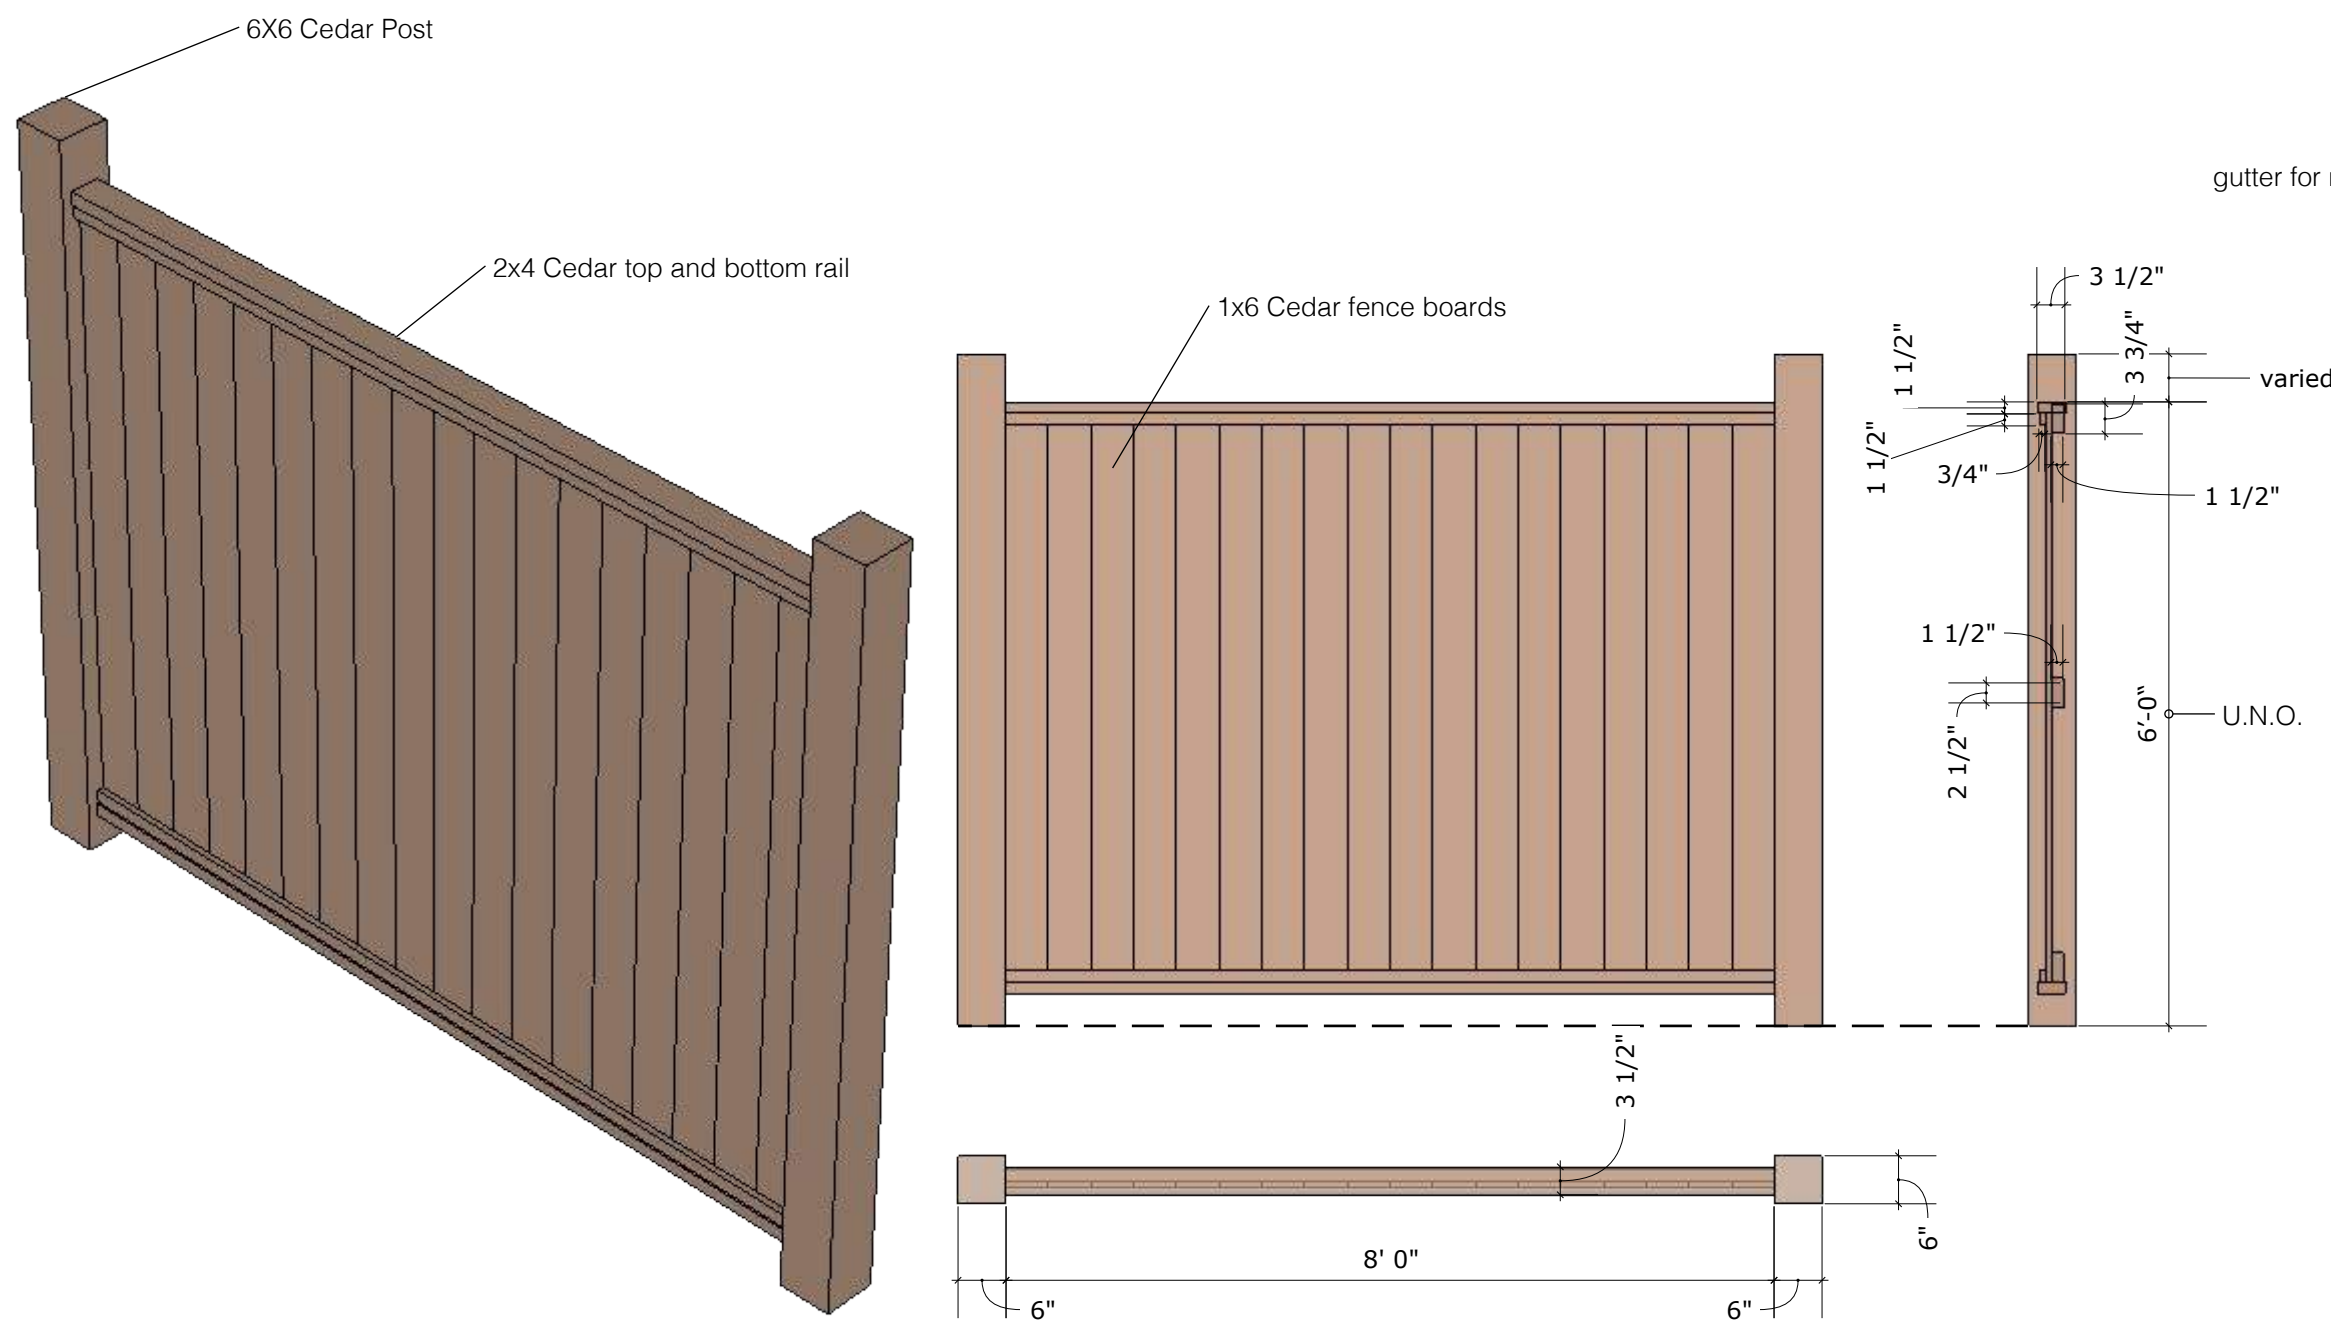 6X6 Cedar Post
gutter for
2x4 Cedar top and bottom rail
3 1/2"
1x6 Cedar fence boards
1 1/2"
3 3/4"
varied
1 1/2"
3/4"
1 1/2"
1 1/2"
2 1/2"
6'-0"
U.N.O.
3 1/2"
6"
8' 0"
6"
6"